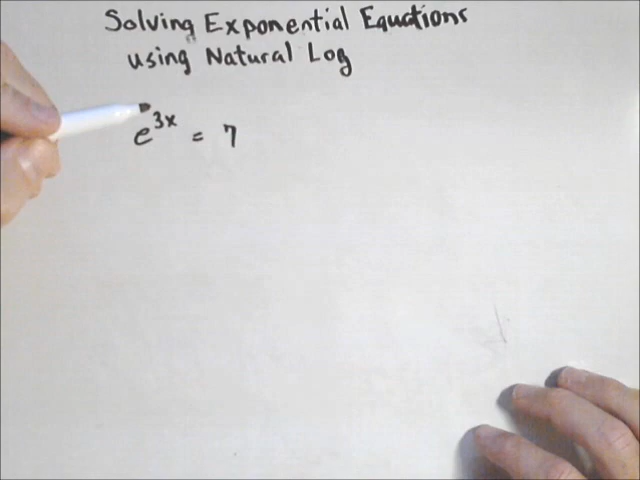 Solving Exponential Equations
using Natural Log
e^{3x} = 7